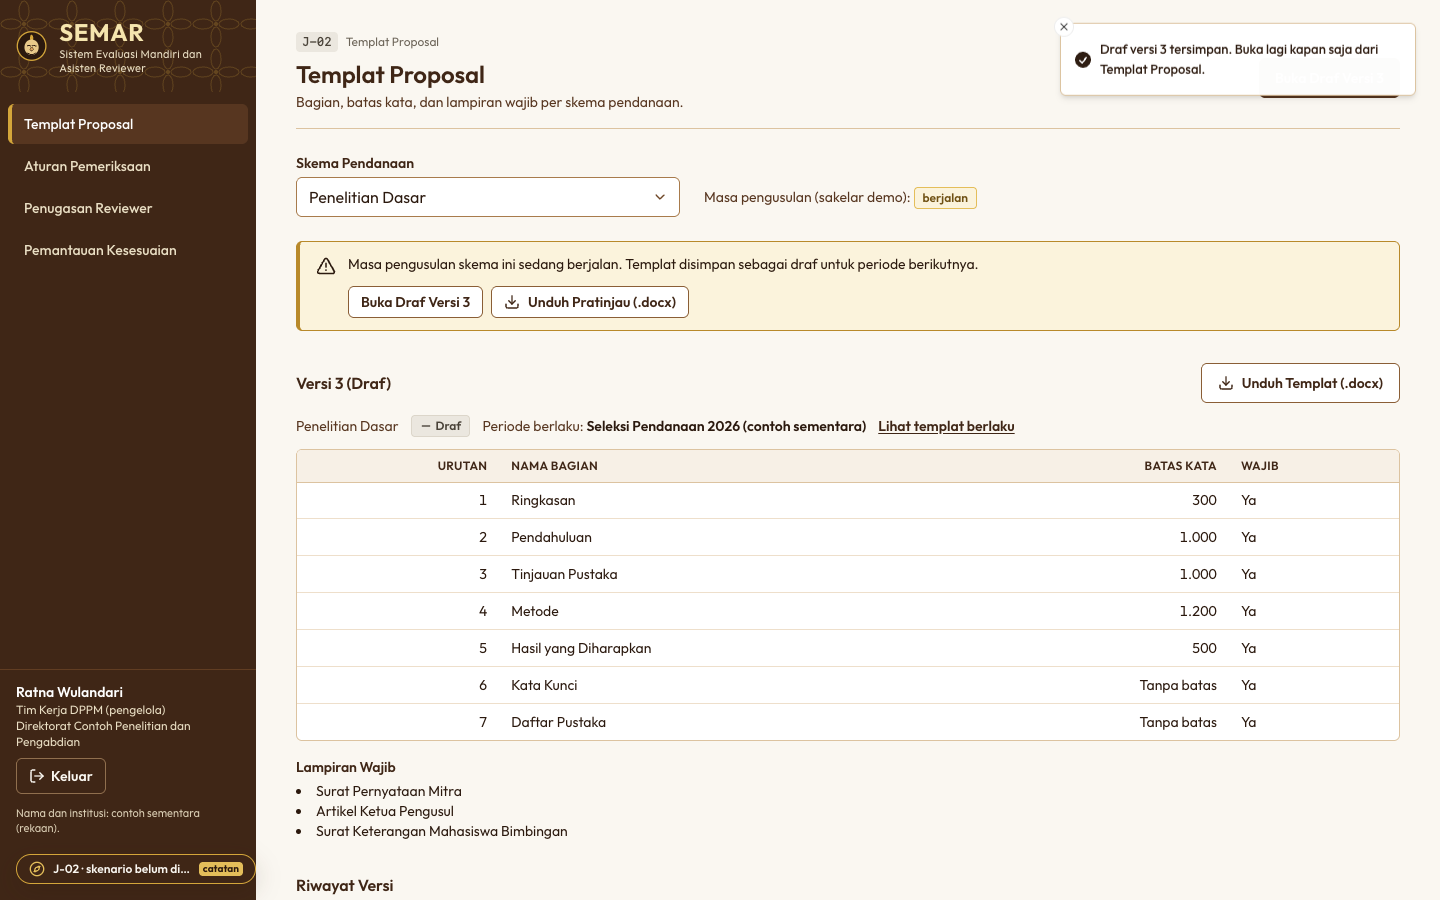 SEMAR
Sistem Evaluasi Mandiri dan
Asisten Reviewer
Templat Proposal
Aturan Pemeriksaan
Penugasan Reviewer
Pemantauan Kesesuaian
Ratna Wulandari
Tim Kerja DPPM (pengelola)
Direktorat Contoh Penelitian dan
Pengabdian
Keluar
Nama dan institusi: contoh sementara
(rekaan).
J-02 · skenario belum di... catatan
J-02 Templat Proposal
Templat Proposal
Bagian, batas kata, dan lampiran wajib per skema pendanaan.
Draf versi 3 tersimpan. Buka lagi kapan saja dari
Templat Proposal.
Skema Pendanaan
Penelitian Dasar
Masa pengusulan (sakelar demo): berjalan
Masa pengusulan skema ini sedang berjalan. Templat disimpan sebagai draf untuk periode berikutnya.
Buka Draf Versi 3 Unduh Pratinjau (.docx)
Versi 3 (Draf) Unduh Templat (.docx)
Penelitian Dasar — Draf Periode berlaku: Seleksi Pendanaan 2026 (contoh sementara) Lihat templat berlaku
URUTAN NAMA BAGIAN BATAS KATA WAJIB
1 Ringkasan 300 Ya
2 Pendahuluan 1.000 Ya
3 Tinjauan Pustaka 1.000 Ya
4 Metode 1.200 Ya
5 Hasil yang Diharapkan 500 Ya
6 Kata Kunci Tanpa batas Ya
7 Daftar Pustaka Tanpa batas Ya
Lampiran Wajib
• Surat Pernyataan Mitra
• Artikel Ketua Pengusul
• Surat Keterangan Mahasiswa Bimbingan
Riwayat Versi